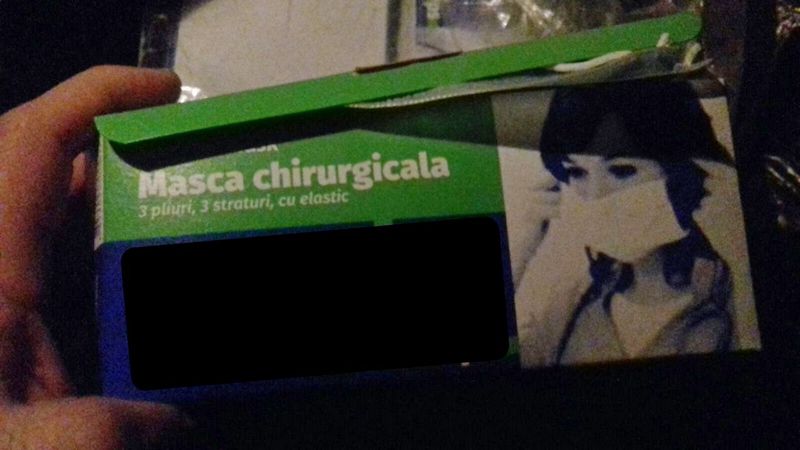 Masca chirurgicala
3 pliuri, 3 straturi, cu elastic